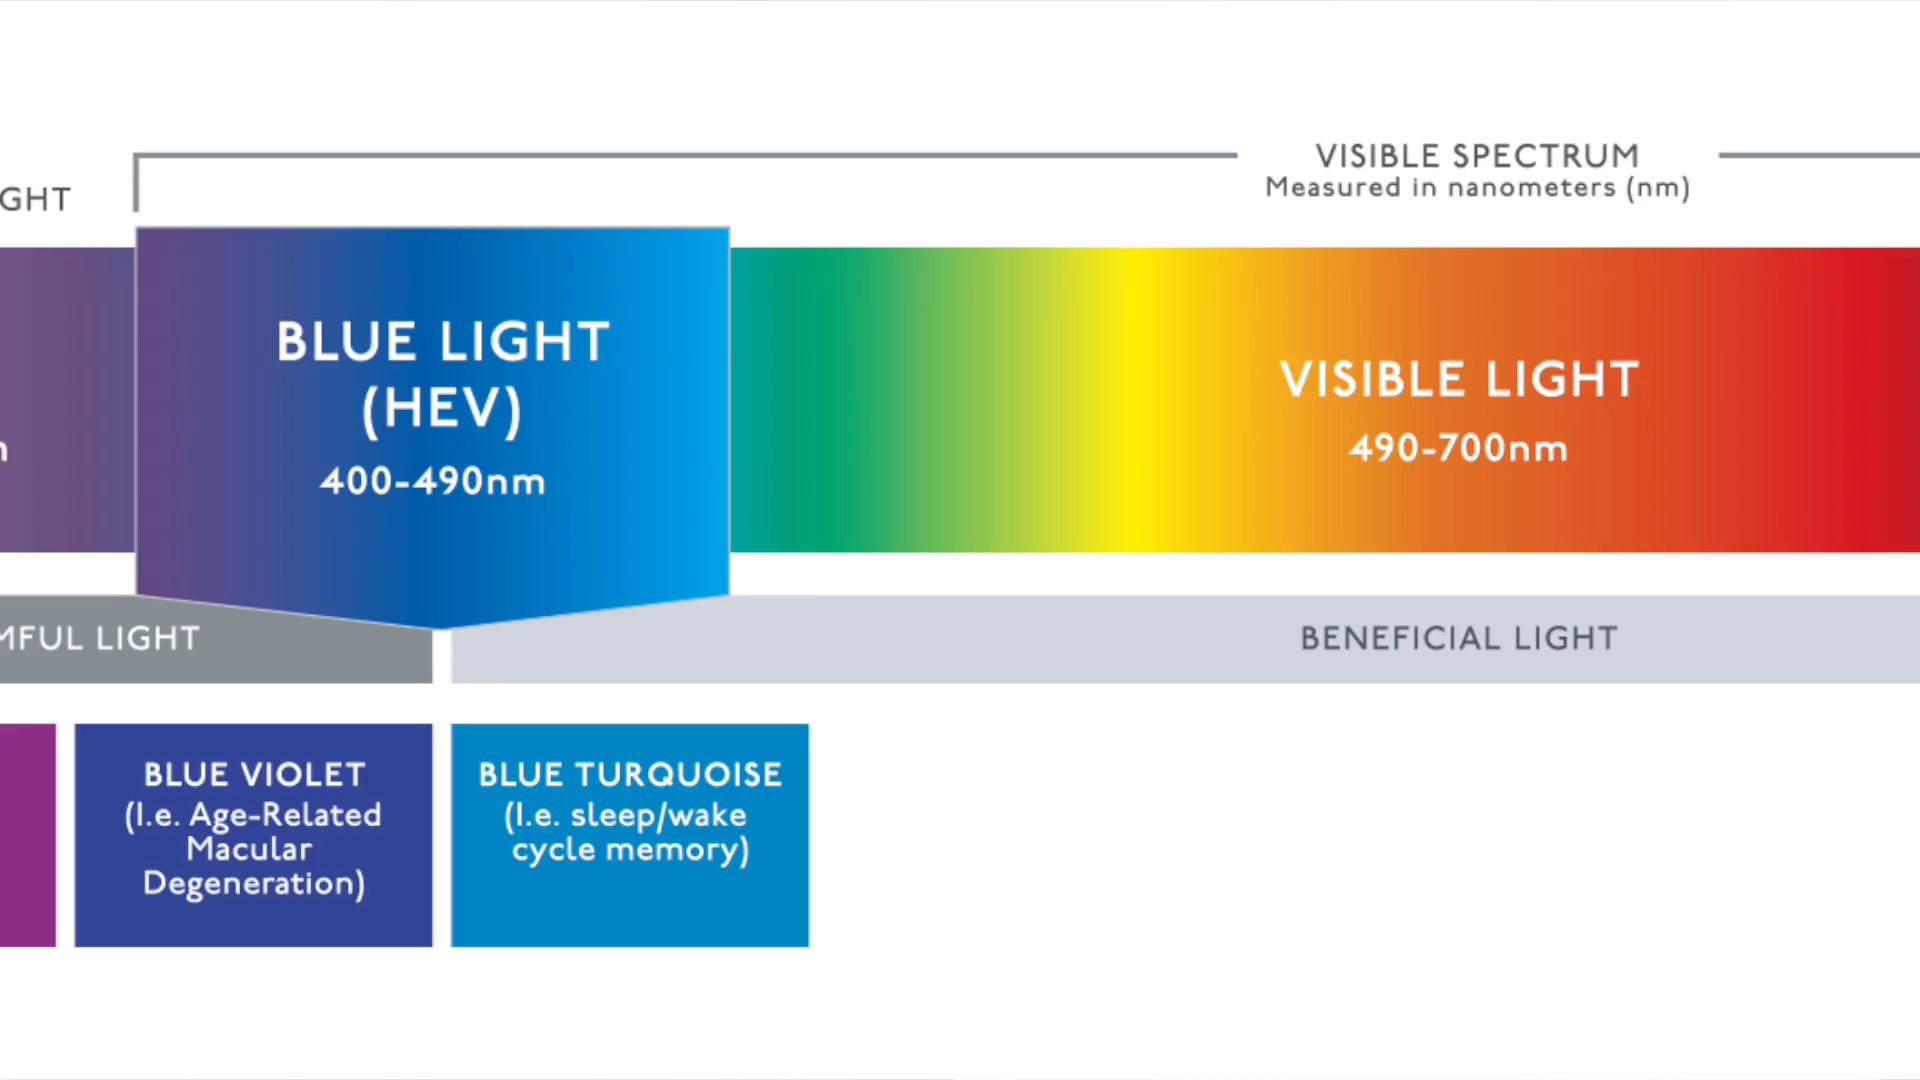 VISIBLE SPECTRUM
Measured in nanometers (nm)
GHT
BLUE LIGHT
(HEV)
400-490nm
VISIBLE LIGHT
490-700nm
MFUL LIGHT
BENEFICIAL LIGHT
BLUE VIOLET
(I.e. Age-Related
Macular
Degeneration)
BLUE TURQUOISE
(I.e. sleep/wake
cycle memory)